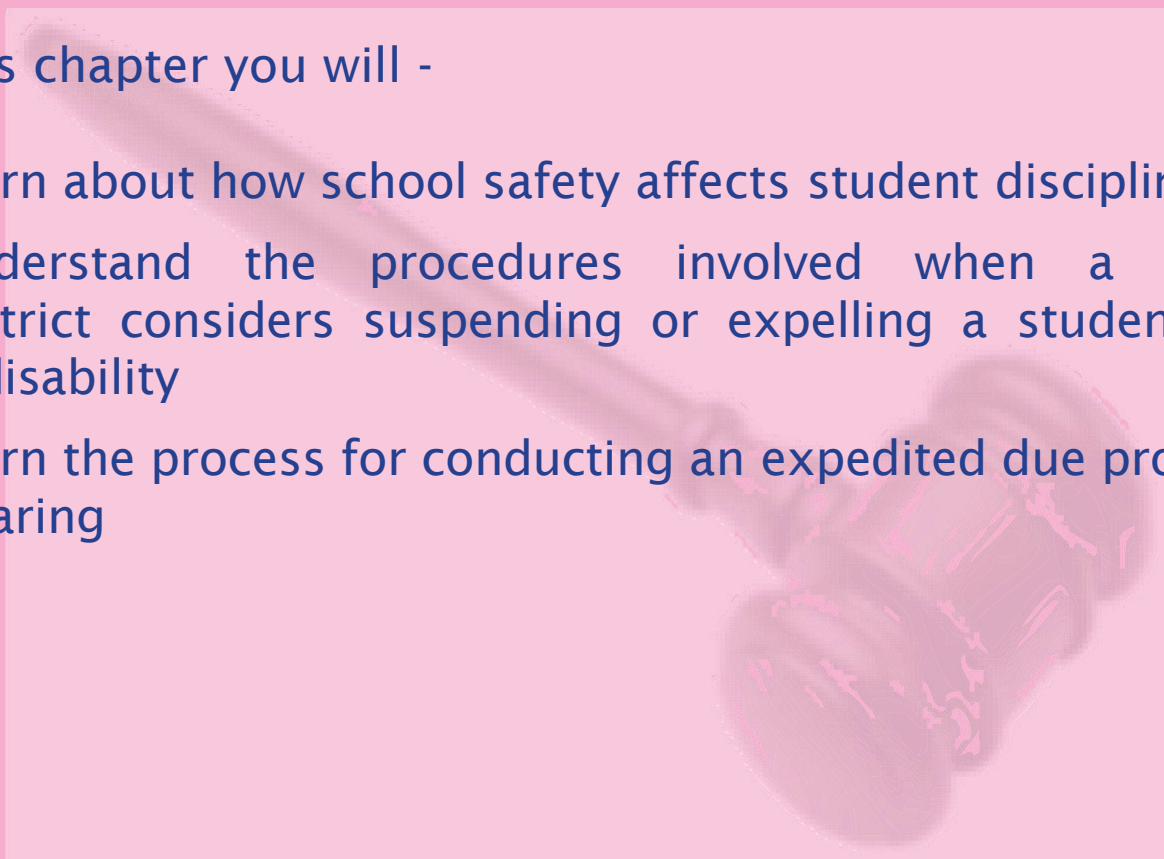 s chapter you will -
rn about how school safety affects student disciplin
derstand the procedures involved when a
trict considers suspending or expelling a studen
disability
rn the process for conducting an expedited due pro
aring